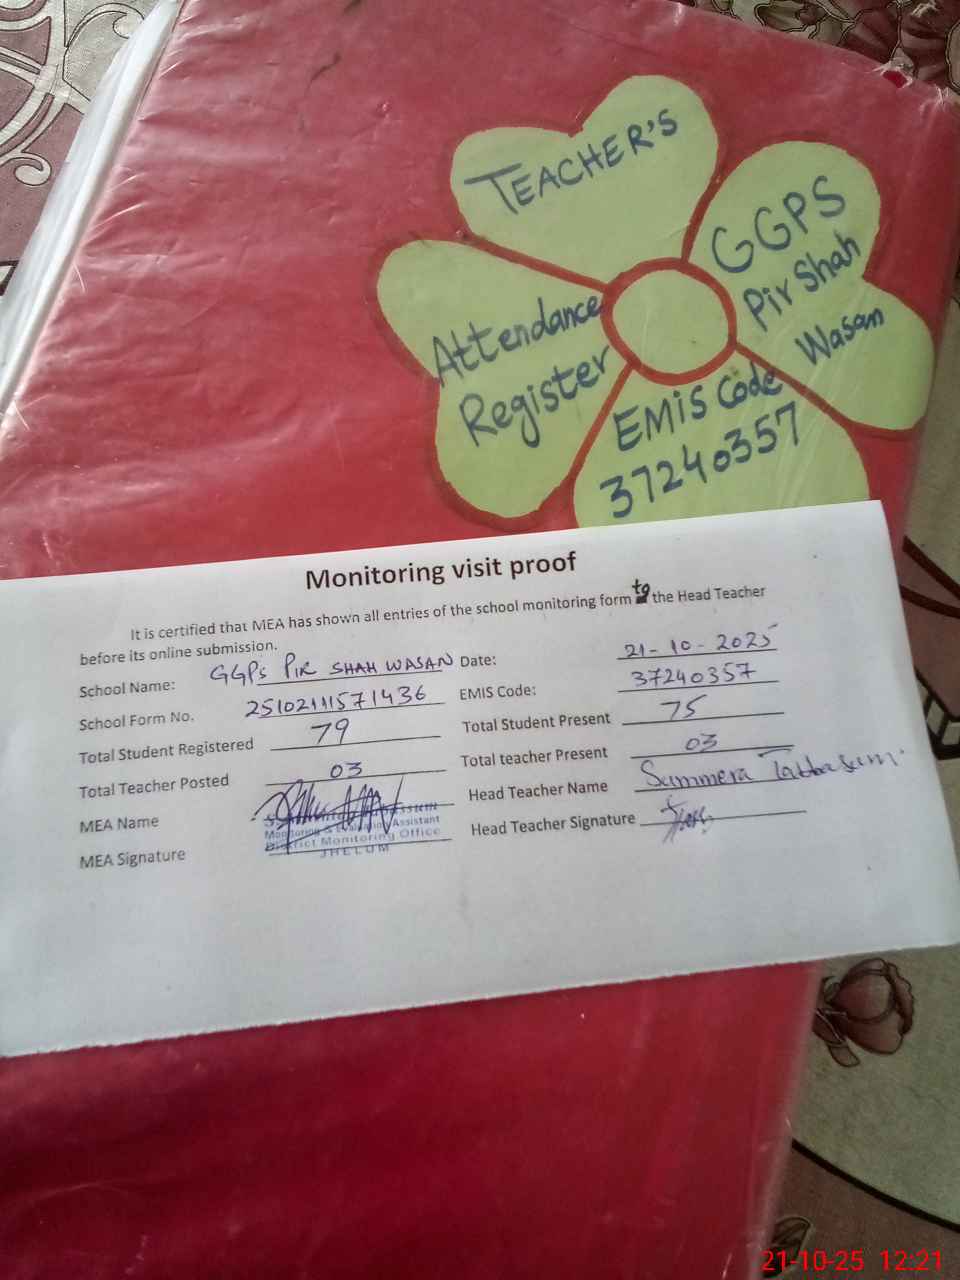 TEACHER'S
GGPS
Pir Shah
Wasan
Attendance
Register
EMIS Code
37240357
Monitoring visit proof
It is certified that MEA has shown all entries of the school monitoring form to the Head Teacher
before its online submission.
School Name: GGPS PIR SHAH WASAN Date: 21-10-2025
School Form No. 2510211571436 EMIS Code: 37240357
Total Student Registered 79 Total Student Present 75
Total Teacher Posted 03 Total teacher Present 03
MEA Name Head Teacher Name Summera Tabbasum
MEA Signature Head Teacher Signature
Monitoring & Evaluation Assistant
District Monitoring Office
JHELUM
21-10-25 12:21